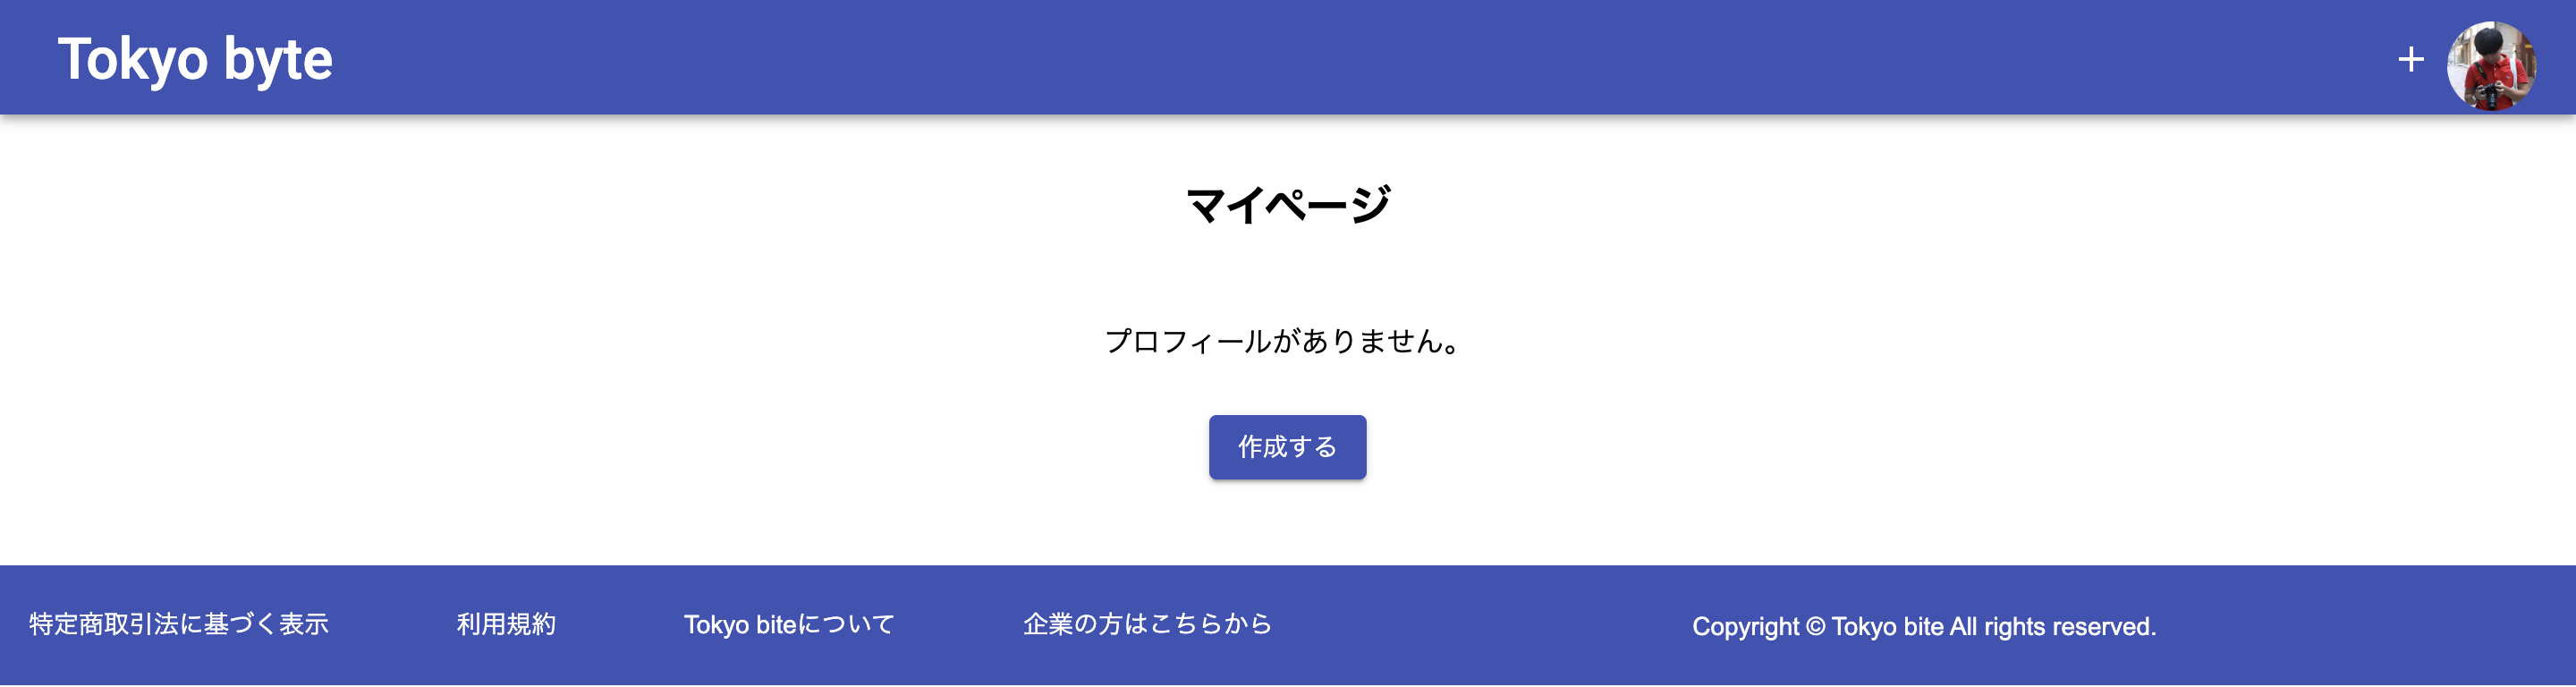 Tokyo byte
マイページ
プロフィールがありません。
作成する
特定商取引法に基づく表示
利用規約
Tokyo biteについて
企業の方はこちらから
Copyright © Tokyo bite All rights reserved.